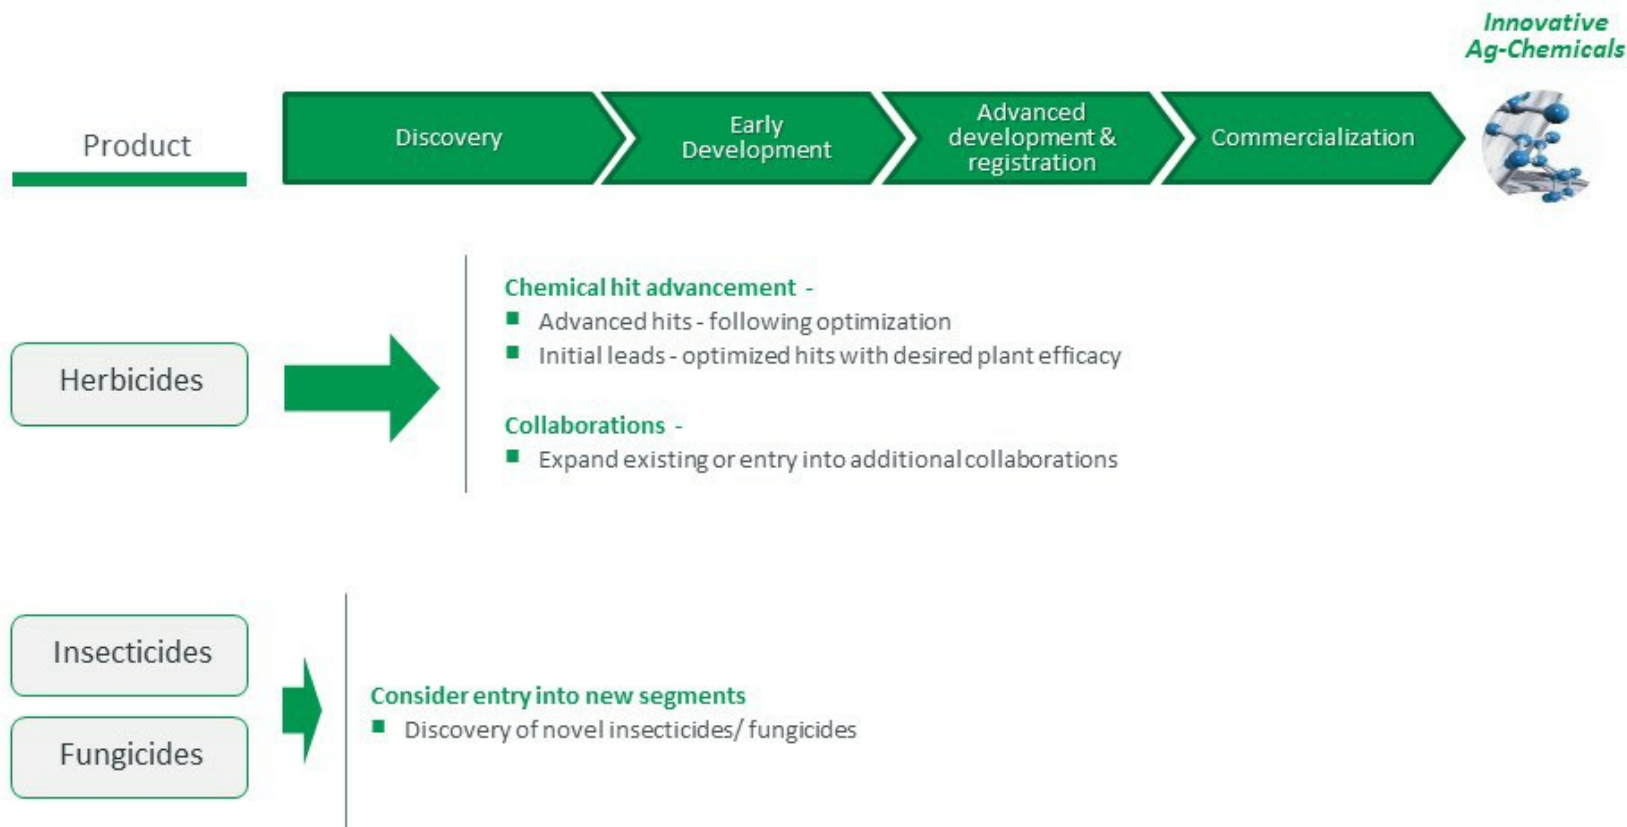 Innovative
Ag-Chemicals
Product
Discovery
Early
Development
Advanced
development &
registration
Commercialization
Herbicides
Chemical hit advancement -
Advanced hits - following optimization
Initial leads - optimized hits with desired plant efficacy
Collaborations -
Expand existing or entry into additional collaborations
Insecticides
Fungicides
Consider entry into new segments
Discovery of novel insecticides/ fungicides